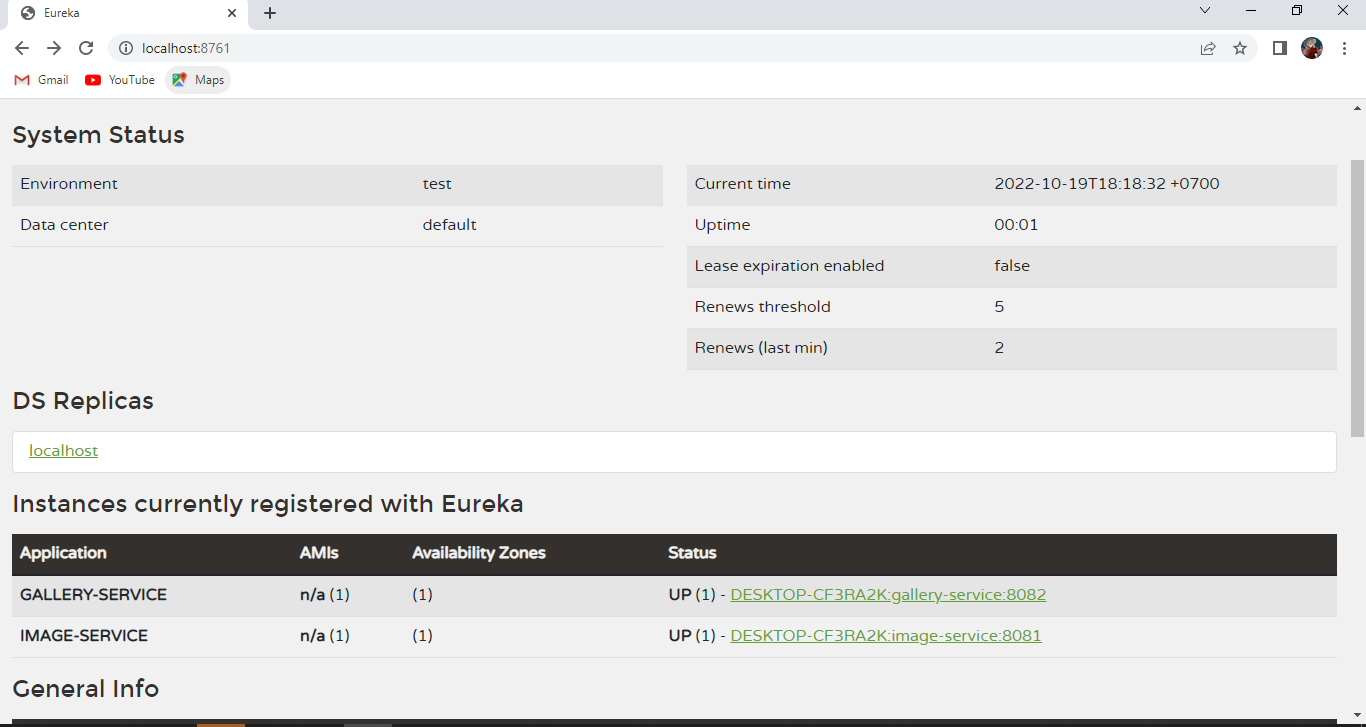 Eureka
localhost:8761
Gmail YouTube Maps
System Status
Environment test
Data center default
Current time 2022-10-19T18:18:32 +0700
Uptime 00:01
Lease expiration enabled false
Renews threshold 5
Renews (last min) 2
DS Replicas
localhost
Instances currently registered with Eureka
Application AMIs Availability Zones Status
GALLERY-SERVICE n/a (1) (1) UP (1) - DESKTOP-CF3RA2K:gallery-service:8082
IMAGE-SERVICE n/a (1) (1) UP (1) - DESKTOP-CF3RA2K:image-service:8081
General Info